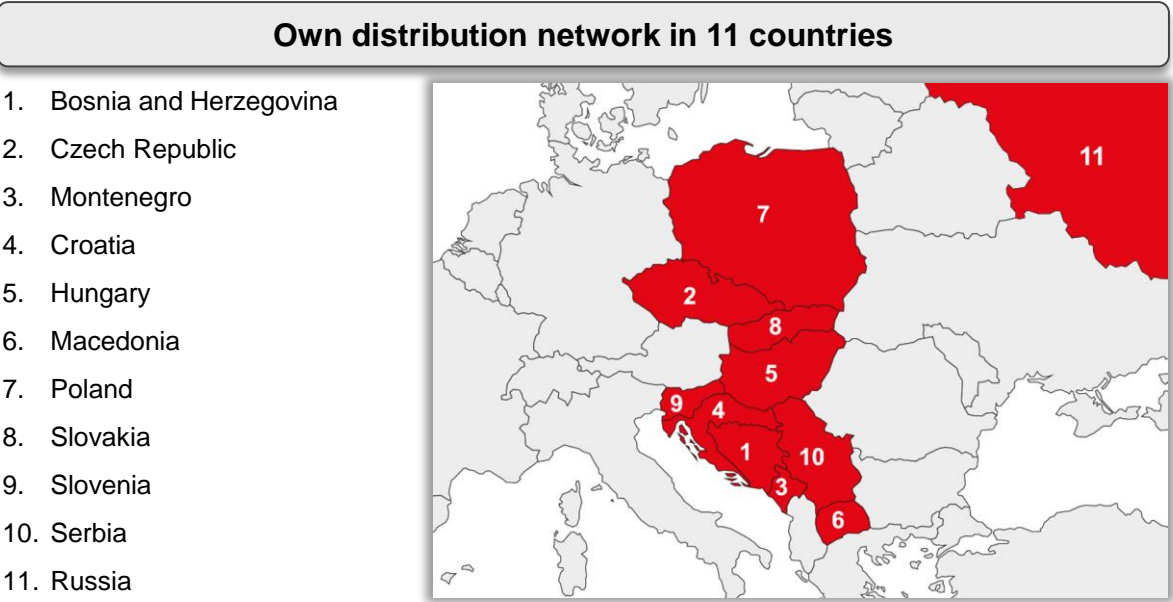 Own distribution network in 11 countries
1. Bosnia and Herzegovina
2. Czech Republic
3. Montenegro
4. Croatia
5. Hungary
6. Macedonia
7. Poland
8. Slovakia
9. Slovenia
10. Serbia
11. Russia
11
7
2
8
5
9
4
1
10
3
6